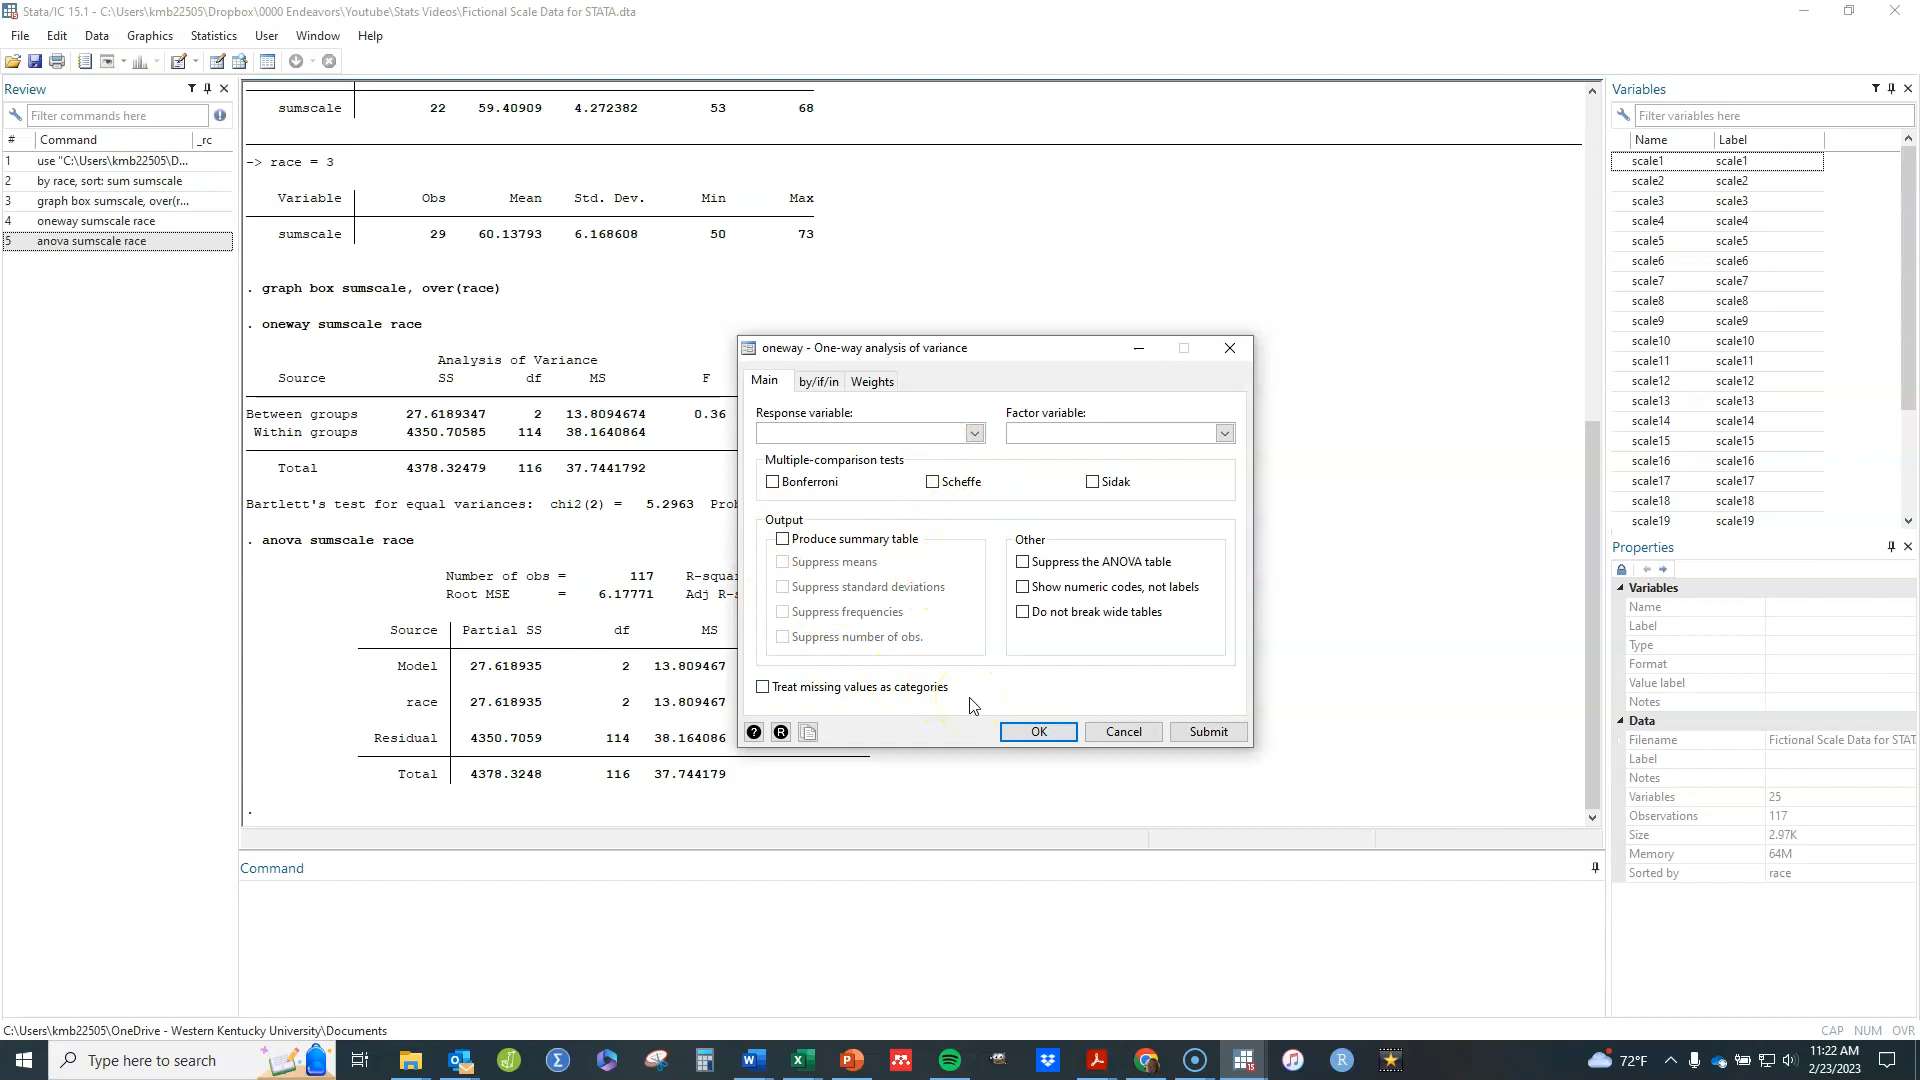 Stata/IC 15.1 - C:\Users\kmb22505\Dropbox\0000 Endeavors\Youtube\Stats Videos\Fictional Scale Data for STATA.dta
File Edit Data Graphics Statistics User Window Help
Review
Filter commands here
# Command _rc
1 use "C:\Users\kmb22505\D...
2 by race, sort: sum sumscale
3 graph box sumscale, over(r...
4 oneway sumscale race
5 anova sumscale race
sumscale 22 59.40909 4.272382 53 68
-> race = 3
Variable Obs Mean Std. Dev. Min Max
sumscale 29 60.13793 6.168608 50 73
. graph box sumscale, over(race)
. oneway sumscale race
Analysis of Variance
Source SS df MS F
Between groups 27.6189347 2 13.8094674 0.36
Within groups 4350.70585 114 38.1640864
Total 4378.32479 116 37.7441792
Bartlett's test for equal variances: chi2(2) = 5.2963 Prob
. anova sumscale race
Number of obs = 117 R-squa
Root MSE = 6.17771 Adj R-s
Source Partial SS df MS
Model 27.618935 2 13.809467
race 27.618935 2 13.809467
Residual 4350.7059 114 38.164086
Total 4378.3248 116 37.744179
.
oneway - One-way analysis of variance
Main by/if/in Weights
Response variable: Factor variable:
Multiple-comparison tests
Bonferroni Scheffe Sidak
Output
Produce summary table
Suppress means
Suppress standard deviations
Suppress frequencies
Suppress number of obs.
Other
Suppress the ANOVA table
Show numeric codes, not labels
Do not break wide tables
Treat missing values as categories
? R OK Cancel Submit
Command
Variables
Filter variables here
Name Label
scale1 scale1
scale2 scale2
scale3 scale3
scale4 scale4
scale5 scale5
scale6 scale6
scale7 scale7
scale8 scale8
scale9 scale9
scale10 scale10
scale11 scale11
scale12 scale12
scale13 scale13
scale14 scale14
scale15 scale15
scale16 scale16
scale17 scale17
scale18 scale18
scale19 scale19
Properties
Variables
Name
Label
Type
Format
Value label
Notes
Data
Filename Fictional Scale Data for STAT
Label
Notes
Variables 25
Observations 117
Size 2.97K
Memory 64M
Sorted by race
C:\Users\kmb22505\OneDrive - Western Kentucky University\Documents
CAP NUM OVR
Type here to search
72°F
11:22 AM
2/23/2023